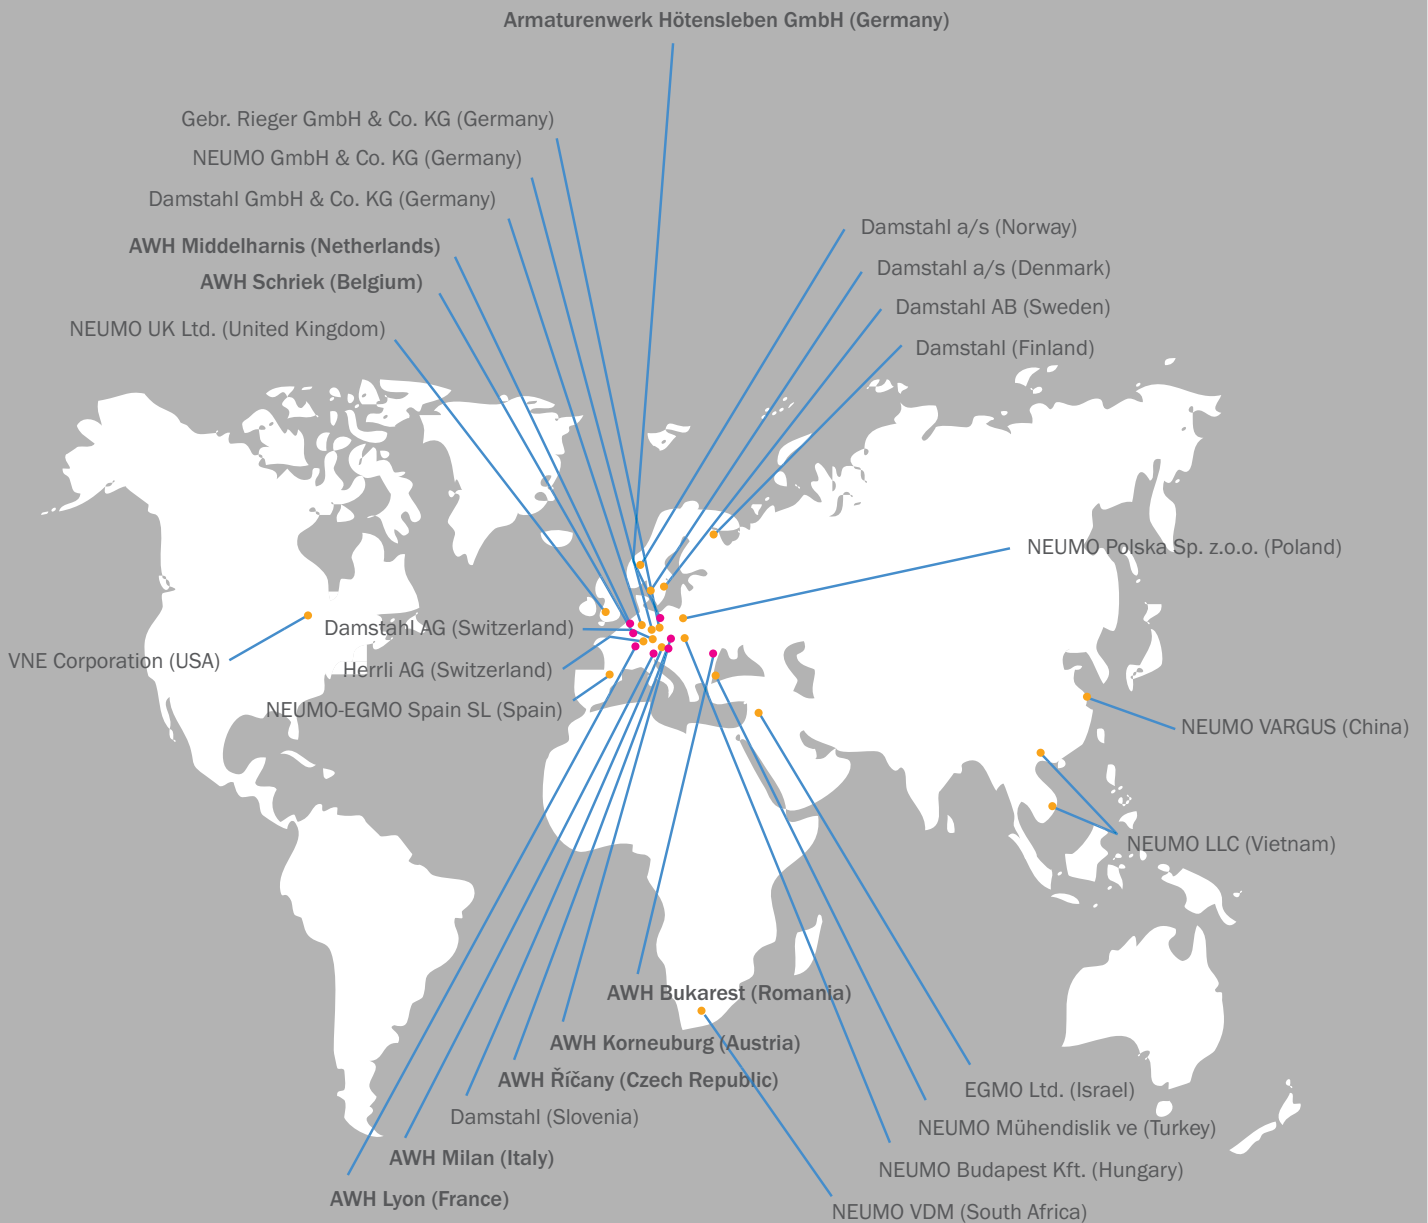 Armaturenwerk Hötensleben GmbH (Germany)
Gebr. Rieger GmbH & Co. KG (Germany)
NEUMO GmbH & Co. KG (Germany)
Damstahl GmbH & Co. KG (Germany)
AWH Middelharnis (Netherlands)
AWH Schriek (Belgium)
NEUMO UK Ltd. (United Kingdom)
Damstahl a/s (Norway)
Damstahl a/s (Denmark)
Damstahl AB (Sweden)
Damstahl (Finland)
NEUMO Polska Sp. z.o.o. (Poland)
Damstahl AG (Switzerland)
VNE Corporation (USA)
Herrli AG (Switzerland)
NEUMO-EGMO Spain SL (Spain)
NEUMO VARGUS (China)
NEUMO LLC (Vietnam)
AWH Bukarest (Romania)
AWH Korneuburg (Austria)
AWH Říčany (Czech Republic)
Damstahl (Slovenia)
AWH Milan (Italy)
AWH Lyon (France)
EGMO Ltd. (Israel)
NEUMO Mühendislik ve (Turkey)
NEUMO Budapest Kft. (Hungary)
NEUMO VDM (South Africa)